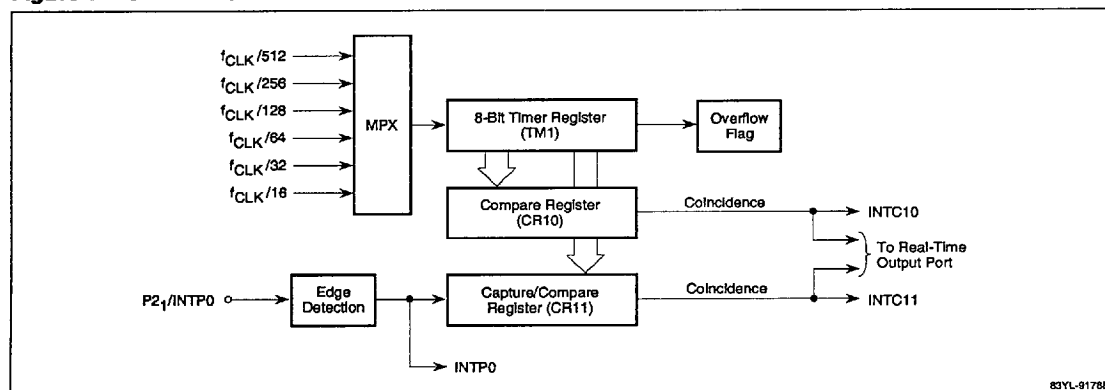 fCLK/512
fCLK/256
fCLK/128
fCLK/64
fCLK/32
fCLK/16
MPX
8-Bit Timer Register
(TM1)
Overflow
Flag
Compare Register
(CR10)
Coincidence
INTC10
To Real-Time
Output Port
P21/INTP0
Edge
Detection
Capture/Compare
Register (CR11)
Coincidence
INTC11
INTP0